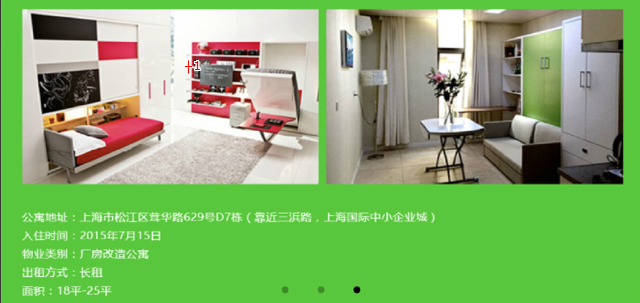 +1
公寓地址：上海市松江区茸华路629号D7栋（靠近三浜路，上海国际中小企业城）
入住时间：2015年7月15日
物业类别：厂房改造公寓
出租方式：长租
面积：18平-25平